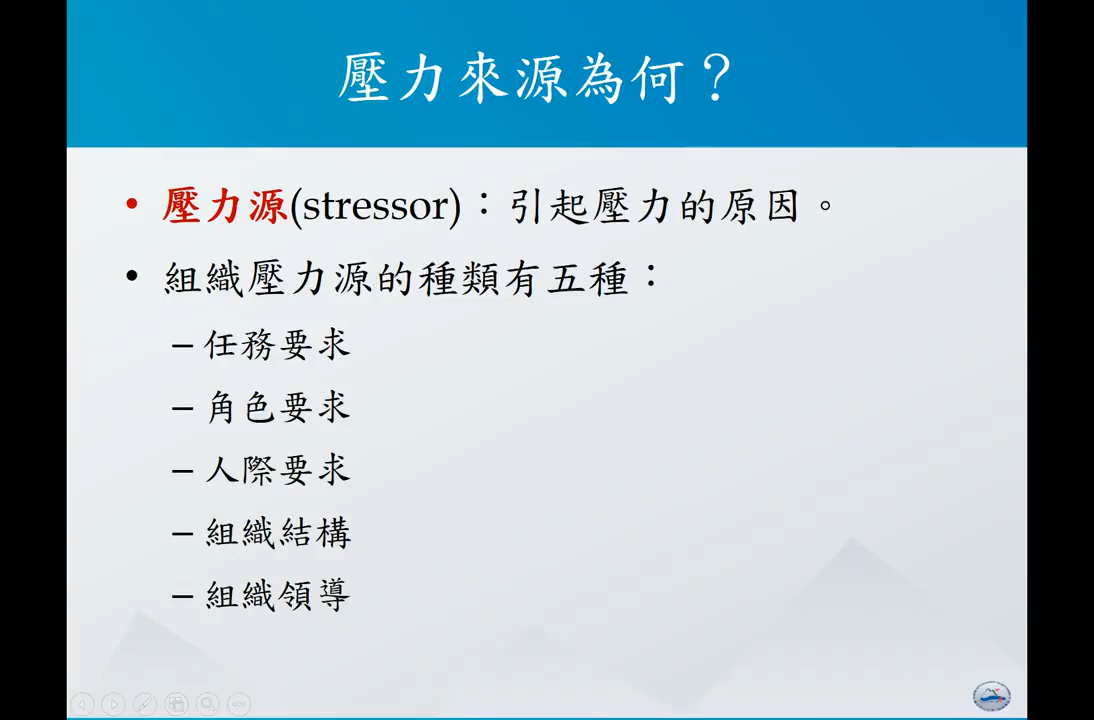 壓力來源為何？
• 壓力源(stressor)：引起壓力的原因。
• 組織壓力源的種類有五種：
– 任務要求
– 角色要求
– 人際要求
– 組織結構
– 組織領導